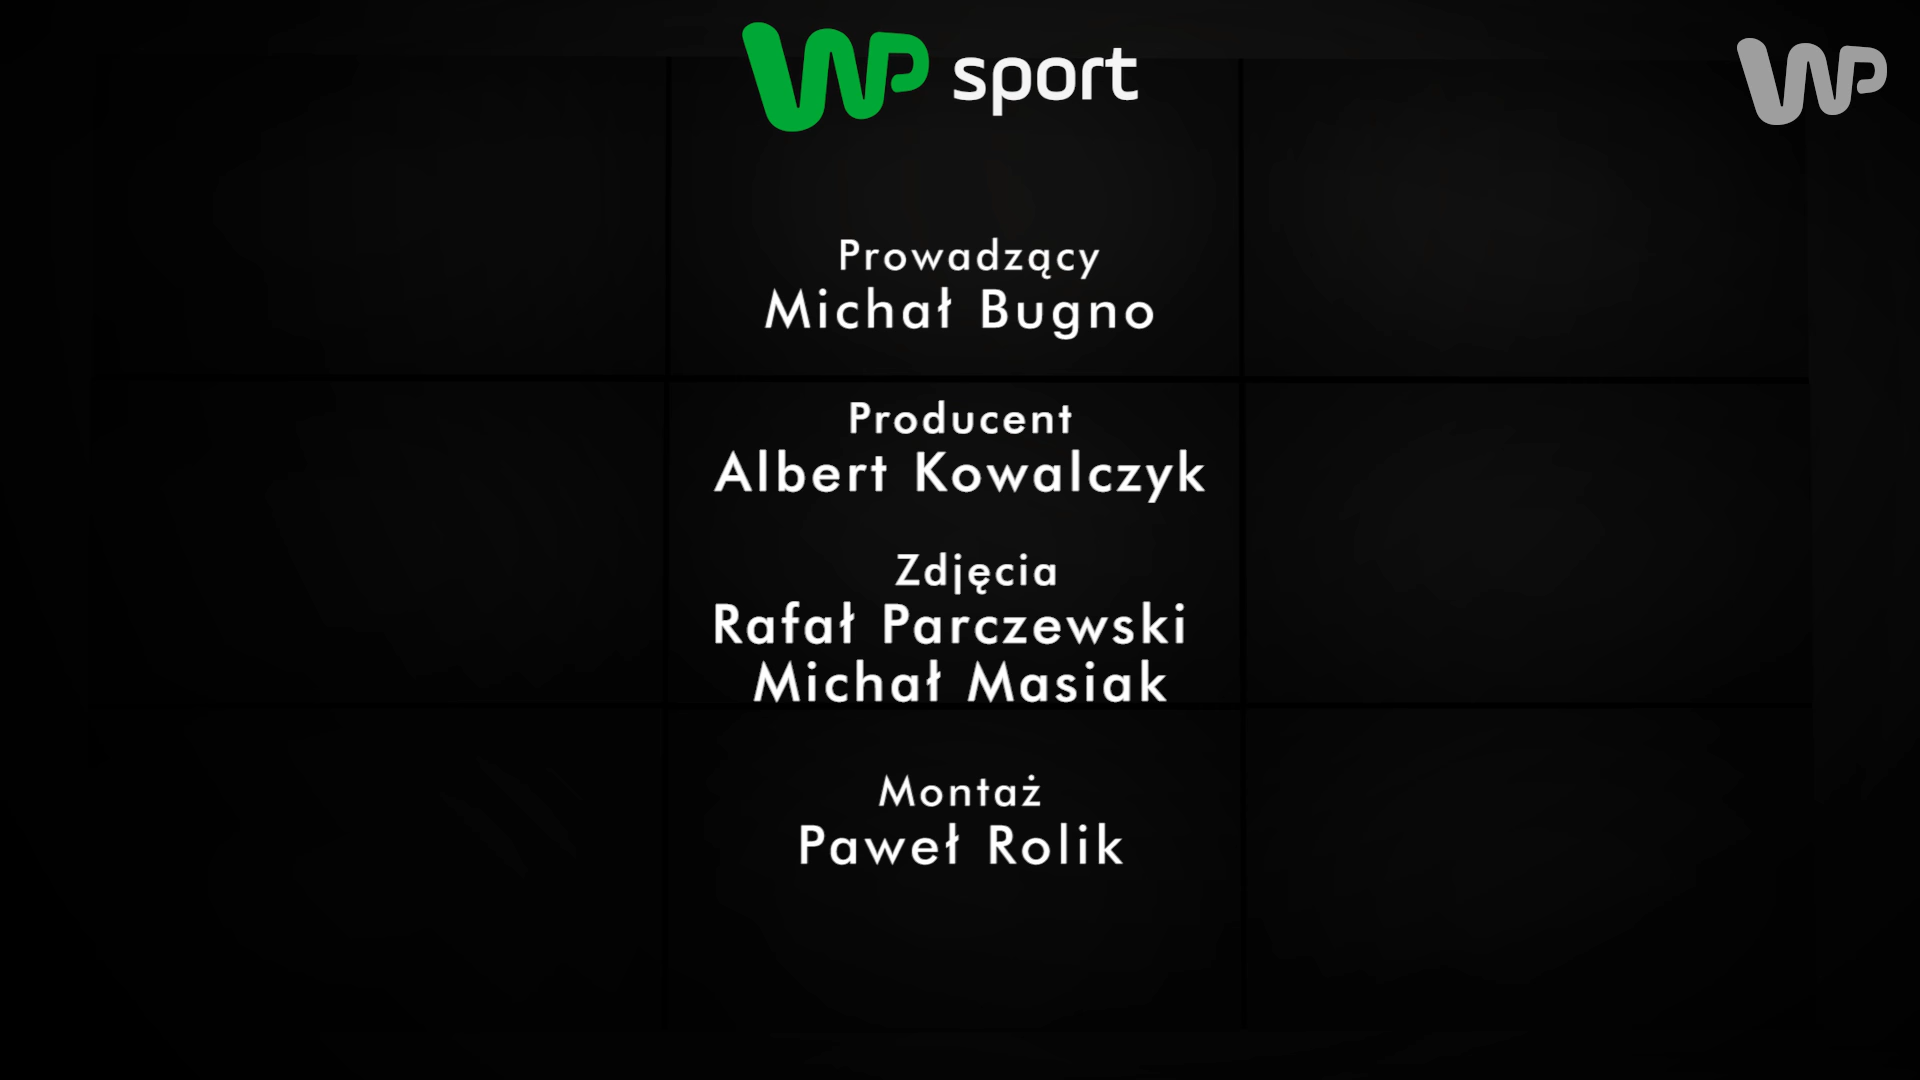 WP sport
WP
Prowadzący
Michał Bugno
Producent
Albert Kowalczyk
Zdjęcia
Rafał Parczewski
Michał Masiak
Montaż
Paweł Rolik